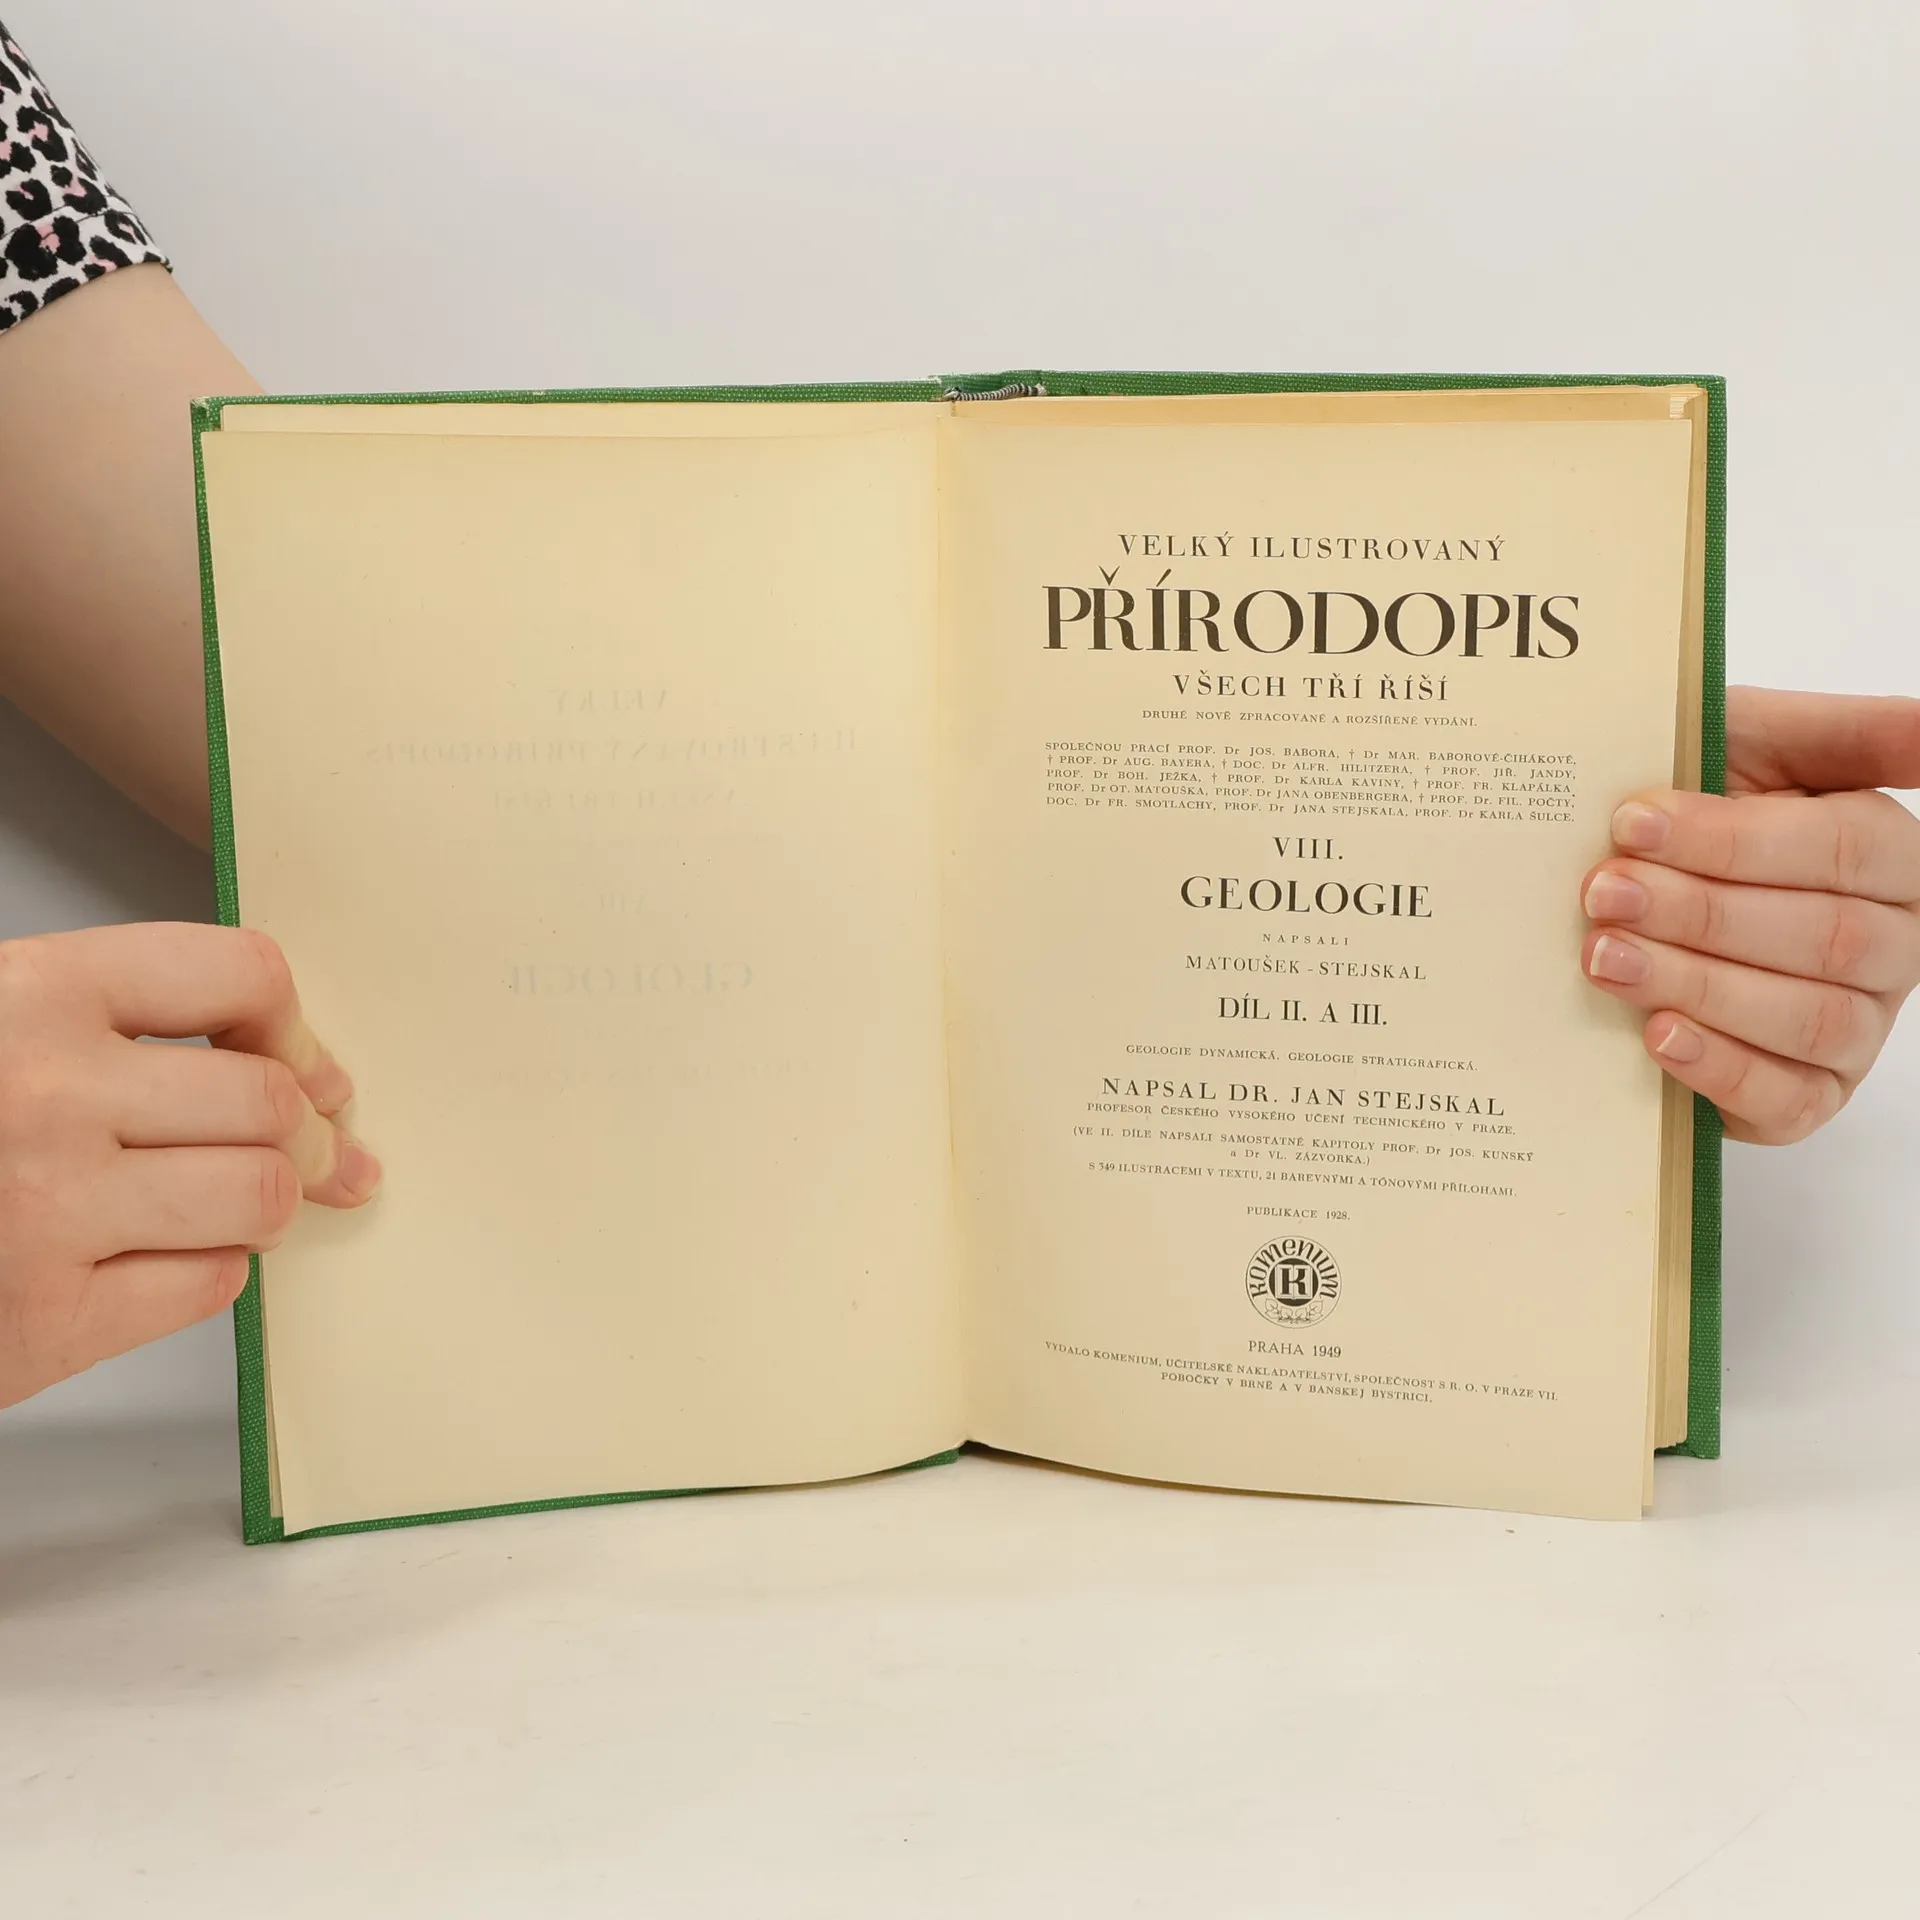 VELKÝ ILUSTROVANÝ
PŘÍRODOPIS
VŠECH TŘÍ ŘÍŠÍ
DRUHÉ NOVĚ ZPRACOVANÉ A ROZŠÍŘENÉ VYDÁNÍ.
SPOLEČNOU PRACÍ PROF. Dr JOS. BABORA, † Dr MAR. BABOROVÉ-ČIHÁKOVÉ,
† PROF. Dr AUG. BAYERA, † DOC. Dr ALFR. HILITZERA, † PROF. JIŘ. JANDY,
PROF. Dr BOH. JEŽKA, † PROF. Dr KARLA KAVINY, † PROF. FR. KLAPÁLKA,
PROF. Dr OT. MATOUŠKA, PROF. Dr JANA OBENBERGERA, † PROF. Dr. FIL. POČTY,
DOC. Dr FR. SMOTLACHY, PROF. Dr JANA STEJSKALA, PROF. Dr KARLA ŠULCE.
VIII.
GEOLOGIE
NAPSALI
MATOUŠEK - STEJSKAL
DÍL II. A III.
GEOLOGIE DYNAMICKÁ. GEOLOGIE STRATIGRAFICKÁ.
NAPSAL DR. JAN STEJSKAL
PROFESOR ČESKÉHO VYSOKÉHO UČENÍ TECHNICKÉHO V PRAZE.
(VE II. DÍLE NAPSALI SAMOSTATNÉ KAPITOLY PROF. Dr JOS. KUNSKÝ
a Dr VL. ZÁZVORKA.)
S 349 ILUSTRACEMI V TEXTU, 21 BAREVNÝMI A TÓNOVÝMI PŘÍLOHAMI.
PUBLIKACE 1928.
KOMENIUM
K
PRAHA 1949
VYDALO KOMENIUM, UČITELSKÉ NAKLADATELSTVÍ, SPOLEČNOST S R. O. V PRAZE VII.
POBOČKY V BRNĚ A V BANSKEJ BYSTRICI.